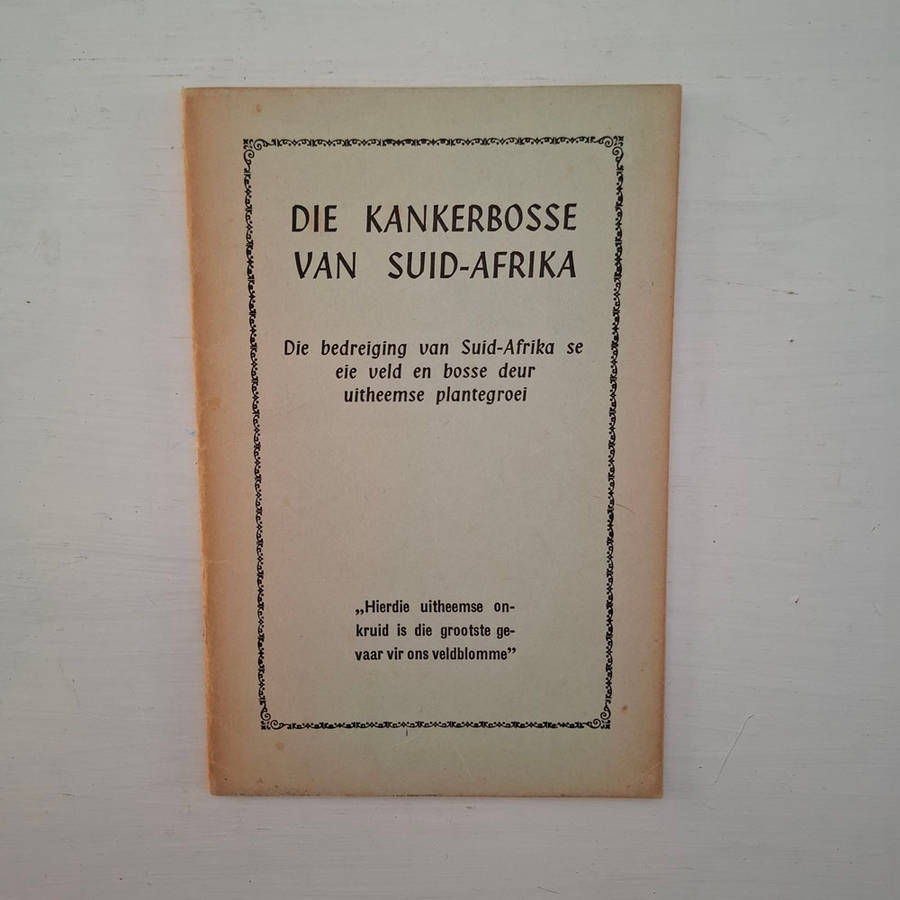 DIE KANKERBOSSE
VAN SUID-AFRIKA
Die bedreiging van Suid-Afrika se
eie veld en bosse deur
uitheemse plantegroei
„Hierdie uitheemse on-
kruid is die grootste ge-
vaar vir ons veldblomme”